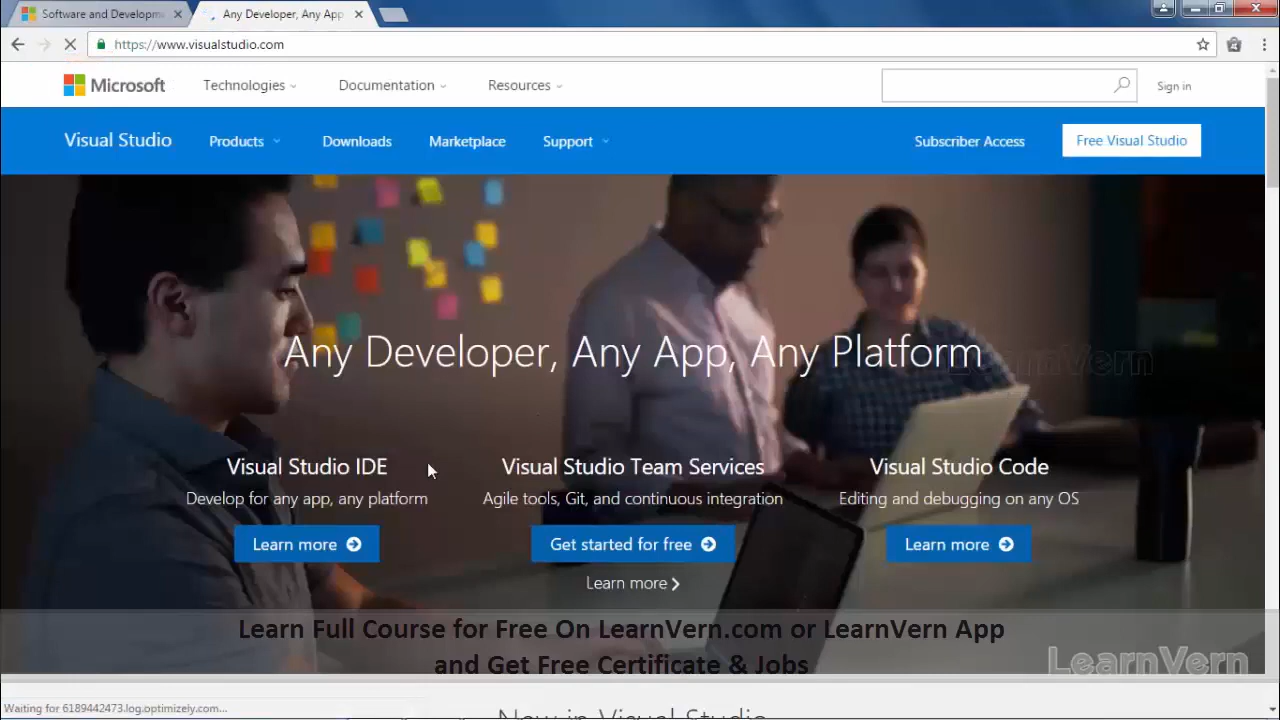 Software and Developm
Any Developer, Any App
https://www.visualstudio.com
Microsoft
Technologies
Documentation
Resources
Sign in
Visual Studio
Products
Downloads
Marketplace
Support
Subscriber Access
Free Visual Studio
Any Developer, Any App, Any Platform
LearnVern
Visual Studio IDE
Visual Studio Team Services
Visual Studio Code
Develop for any app, any platform
Agile tools, Git, and continuous integration
Editing and debugging on any OS
Learn more
Get started for free
Learn more
Learn more
Learn Full Course for Free On LearnVern.com or LearnVern App
and Get Free Certificate & Jobs
LearnVern
Waiting for 6189442473.log.optimizely.com...
Now in Visual Studio